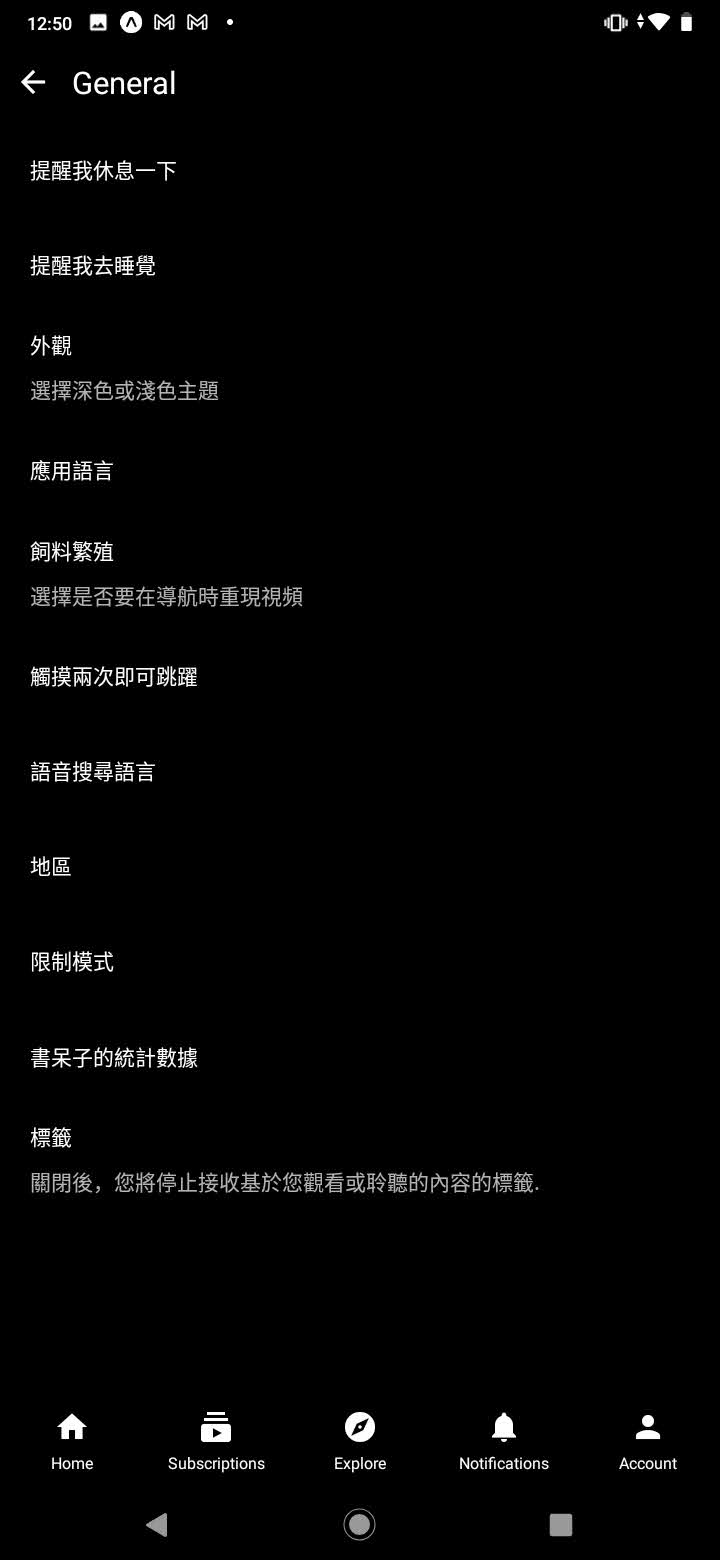 12:50
General
提醒我休息一下
提醒我去睡覺
外觀
選擇深色或淺色主題
應用語言
飼料繁殖
選擇是否要在導航時重現視頻
觸摸兩次即可跳躍
語音搜尋語言
地區
限制模式
書呆子的統計數據
標籤
關閉後，您將停止接收基於您觀看或聆聽的內容的標籤.
Home Subscriptions Explore Notifications Account